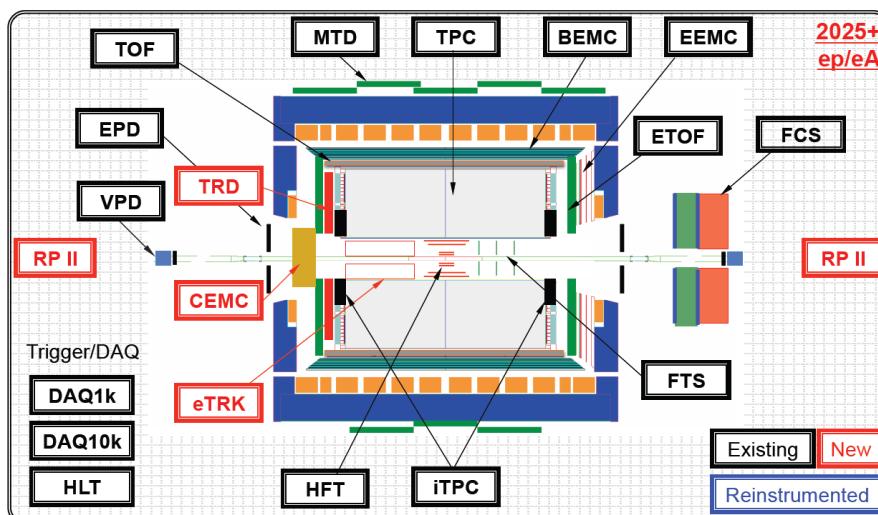 2025+
ep/eA
MTD
TPC
BEMC
EEMC
TOF
EPD
ETOF
FCS
TRD
VPD
RP II
RP II
CEMC
Trigger/DAQ
eTRK
FTS
DAQ1k
DAQ10k
HLT
HFT
iTPC
Existing
New
Reinstrumented